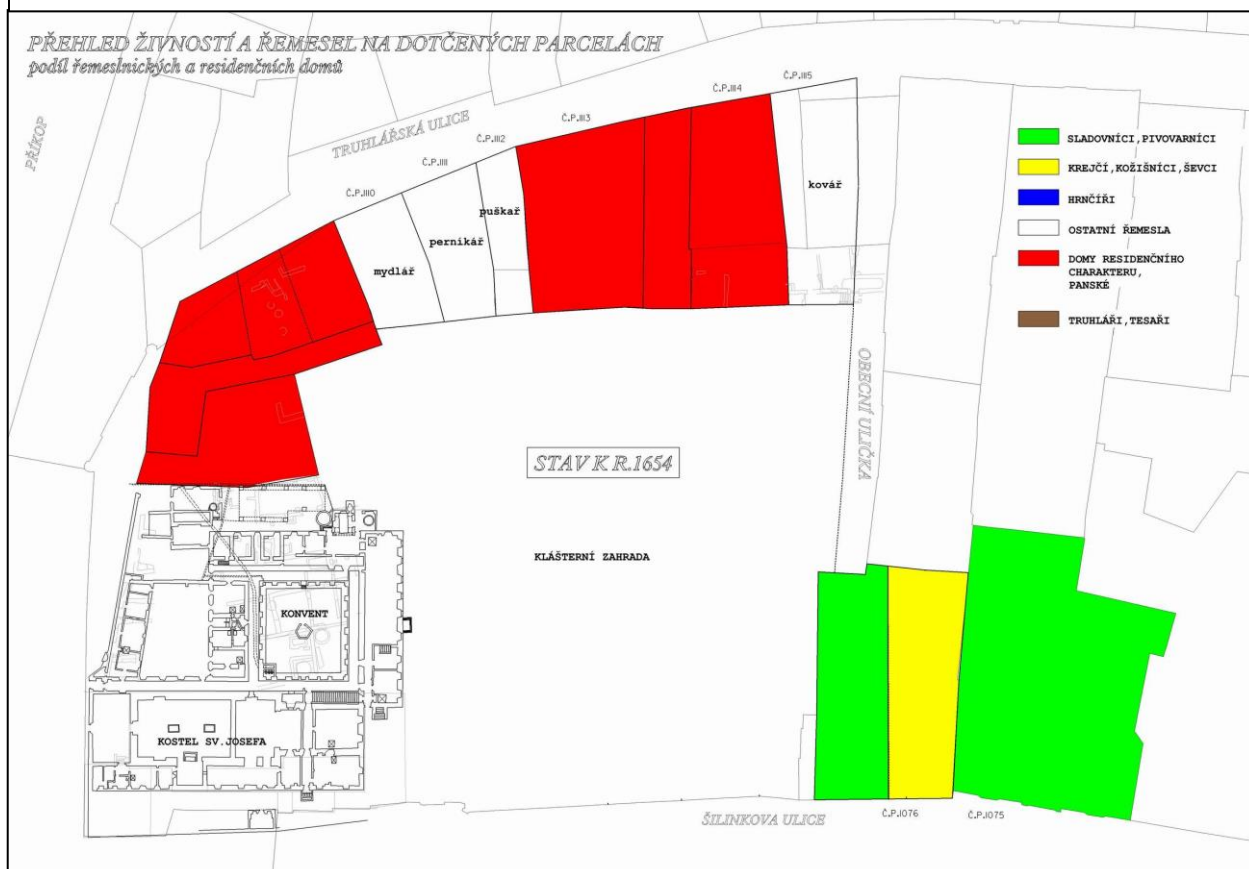 PŘEHLED ŽIVNOSTÍ A ŘEMESEL NA DOTČENÝCH PARCELÁCH
podíl řemeslnických a residenčních domů
PŘÍKOP
TRUHLÁŘSKÁ ULICE
Č.P.1110
Č.P.1111
Č.P.1112
Č.P.1113
Č.P.1114
Č.P.1115
mydlář
pernikář
puškař
kovář
SLADOVNÍCI,PIVOVARNÍCI
KREJČÍ,KOŽIŠNÍCI,ŠEVCI
HRNČÍŘI
OSTATNÍ ŘEMESLA
DOMY RESIDENČNÍHO
CHARAKTERU,
PANSKÉ
TRUHLÁŘI,TESAŘI
OBECNÍ ULIČKA
STAV K R.1654
KLÁŠTERNÍ ZAHRADA
KONVENT
KOSTEL SV.JOSEFA
ŠILINKOVA ULICE
Č.P.1076
Č.P.1075